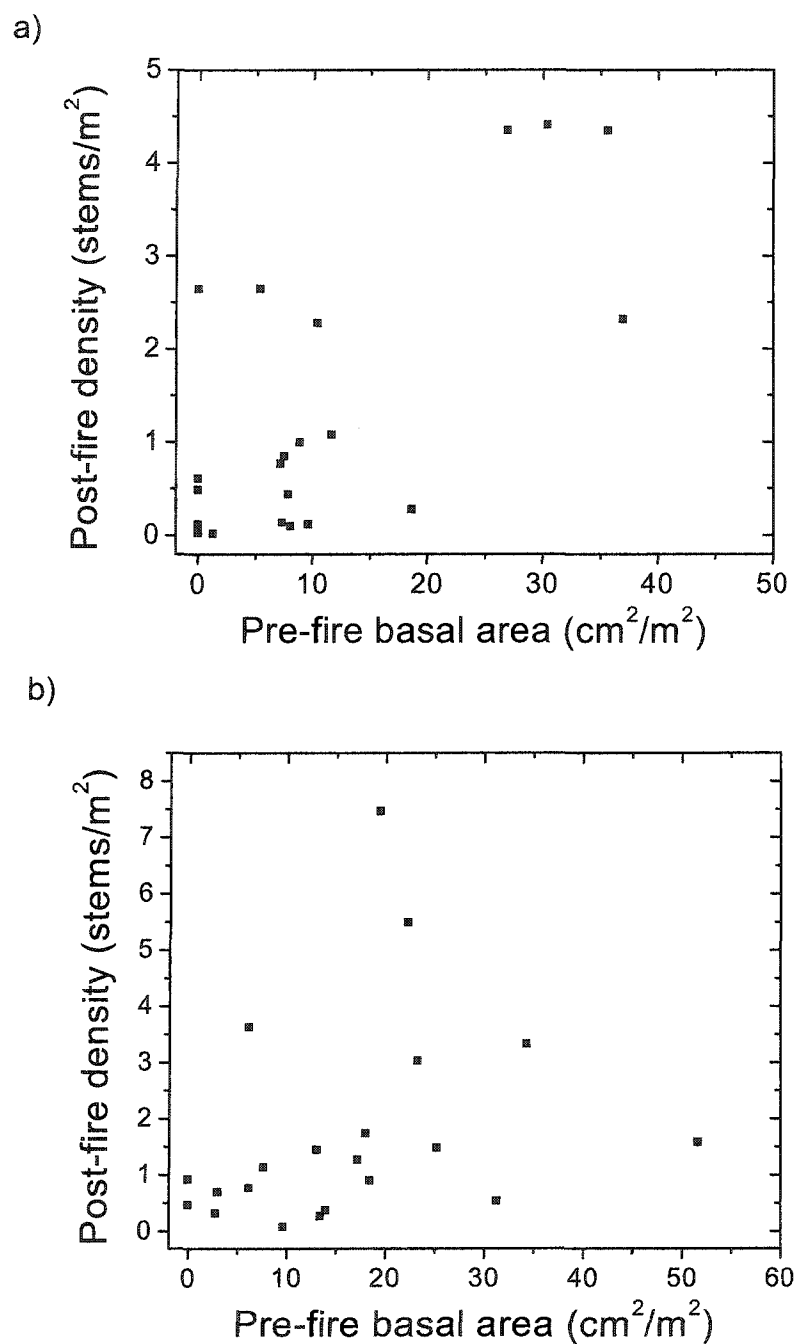 a)
5
4
3
2
1
0
Post-fire density (stems/m²)
0 10 20 30 40 50
Pre-fire basal area (cm²/m²)
b)
8
7
6
5
4
3
2
1
0
Post-fire density (stems/m²)
0 10 20 30 40 50 60
Pre-fire basal area (cm²/m²)